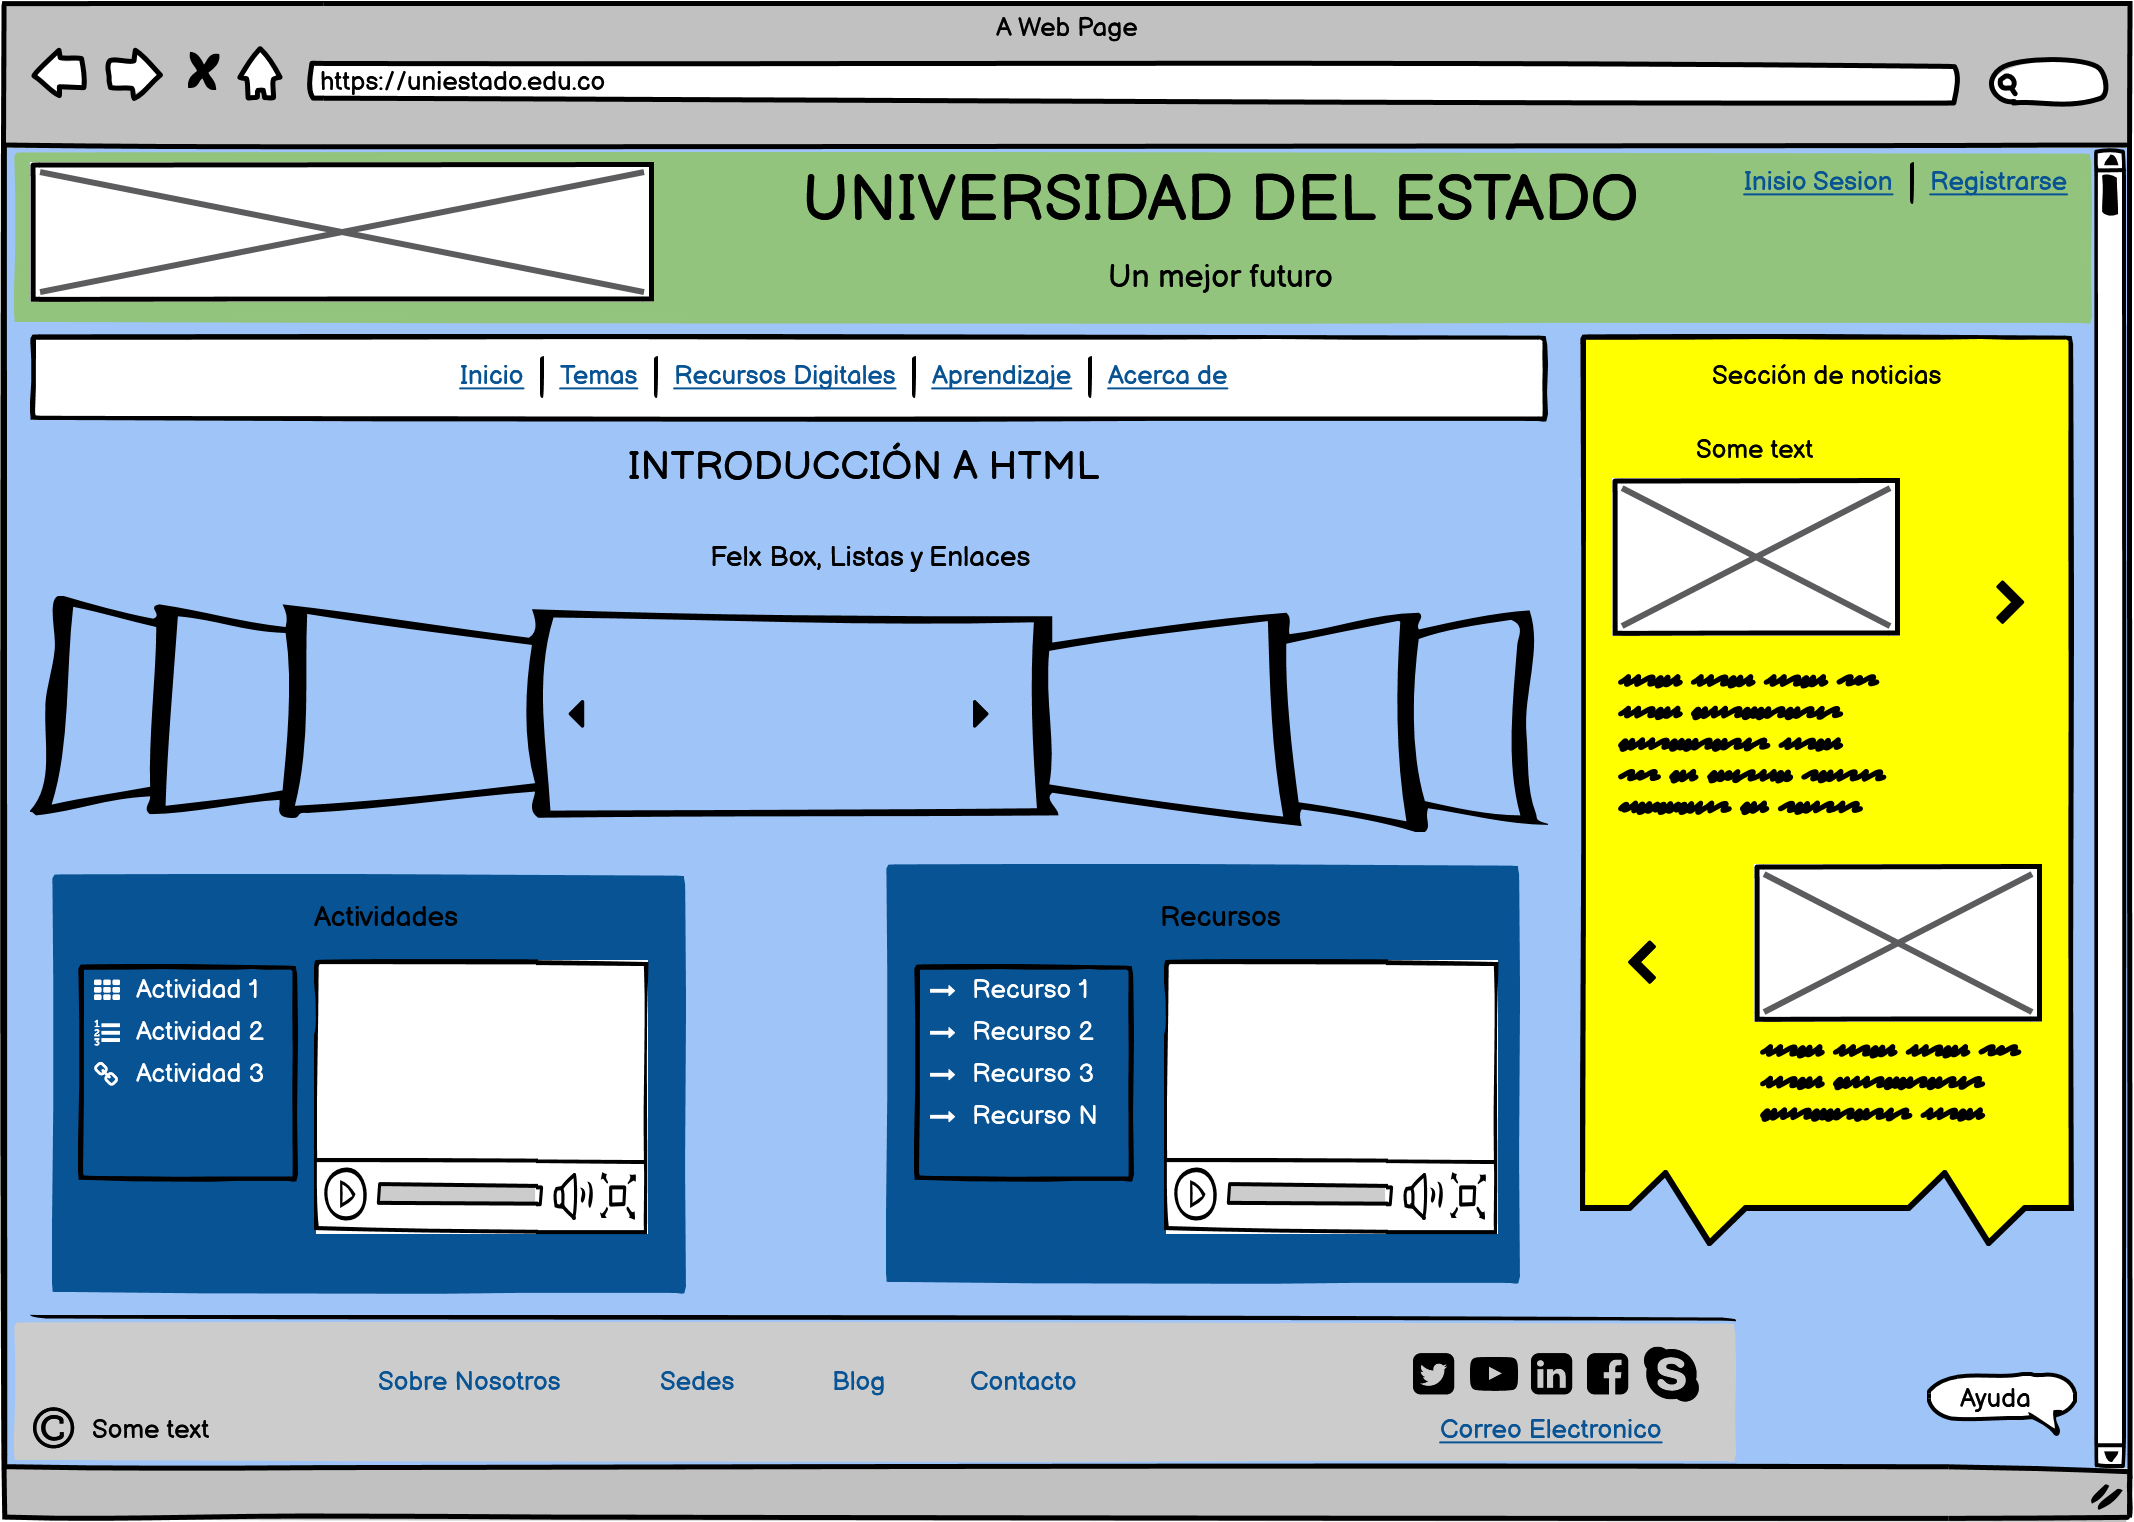 A Web Page
https://uniestado.edu.co
UNIVERSIDAD DEL ESTADO
Inisio Sesion
Registrarse
Un mejor futuro
Inicio
Temas
Recursos Digitales
Aprendizaje
Acerca de
INTRODUCCIÓN A HTML
Felx Box, Listas y Enlaces
Sección de noticias
Some text
Actividades
Actividad 1
Actividad 2
Actividad 3
Recursos
Recurso 1
Recurso 2
Recurso 3
Recurso N
Sobre Nosotros
Sedes
Blog
Contacto
© Some text
Correo Electronico
Ayuda